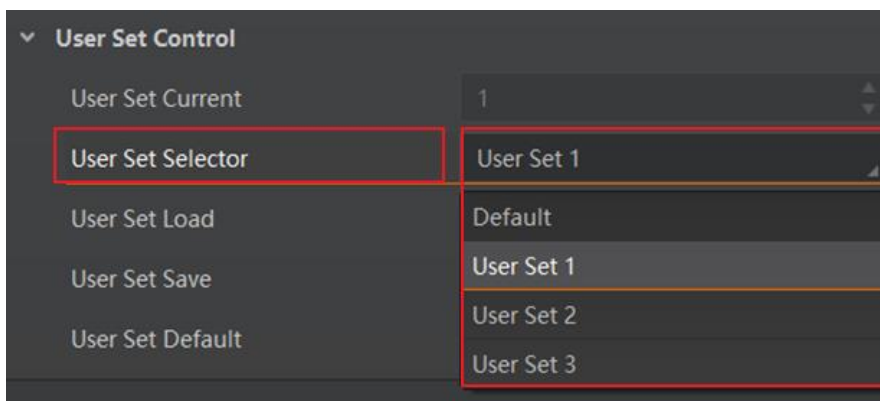 User Set Control
User Set Current 1
User Set Selector User Set 1
User Set Load Default
User Set Save User Set 1
User Set Default User Set 2
User Set 3